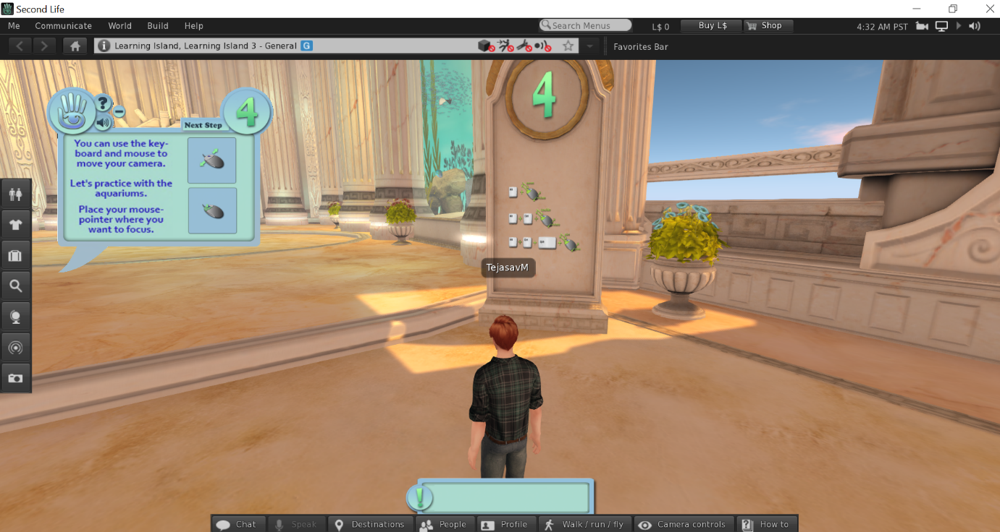 Second Life
Me Communicate World Build Help
Search Menus
L$ 0
Buy L$
Shop
4:32 AM PST
Learning Island, Learning Island 3 - General G
Favorites Bar
4
?
4
Next Step
You can use the key-
board and mouse to
move your camera.
Let's practice with the
aquariums.
Place your mouse-
pointer where you
want to focus.
TejasavM
!
Chat Speak Destinations People Profile Walk / run / fly Camera controls How to